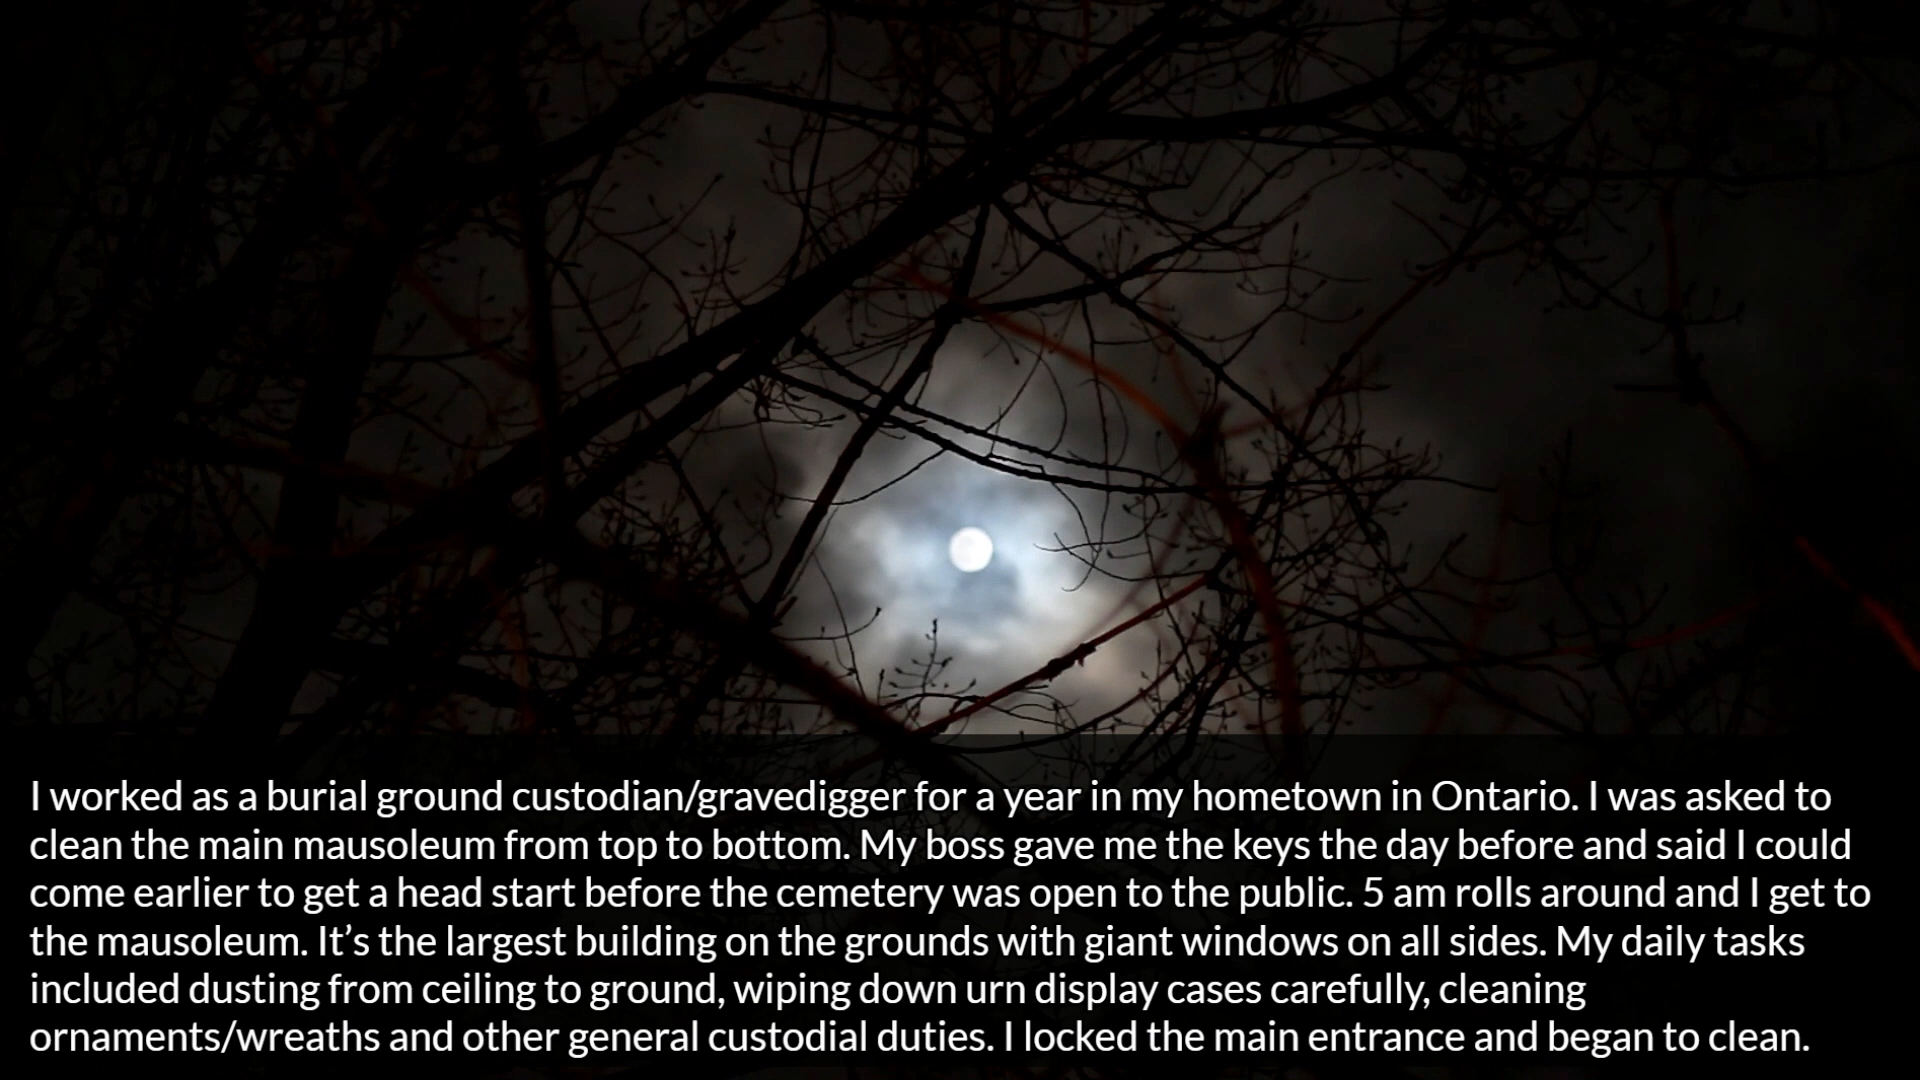 I worked as a burial ground custodian/gravedigger for a year in my hometown in Ontario. I was asked to
clean the main mausoleum from top to bottom. My boss gave me the keys the day before and said I could
come earlier to get a head start before the cemetery was open to the public. 5 am rolls around and I get to
the mausoleum. It’s the largest building on the grounds with giant windows on all sides. My daily tasks
included dusting from ceiling to ground, wiping down urn display cases carefully, cleaning
ornaments/wreaths and other general custodial duties. I locked the main entrance and began to clean.